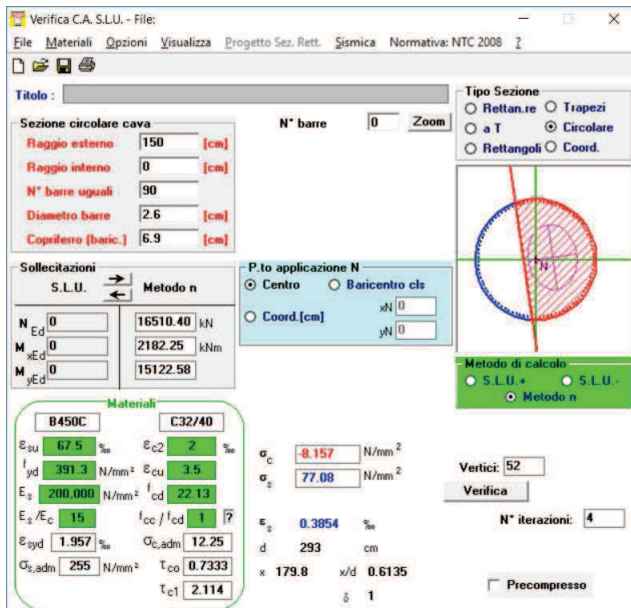 Verifica C.A. S.L.U. - File:
File Materiali Opzioni Visualizza Progetto Sez. Rett. Sismica Normativa: NTC 2008 ?
Titolo :
Tipo Sezione
Rettan.re Trapezi
a T Circolare
Rettangoli Coord.
Sezione circolare cava
Raggio esterno 150 [cm]
Raggio interno 0 [cm]
N° barre uguali 90
Diametro barre 2.6 [cm]
Copriferro (baric.) 6.9 [cm]
N° barre 0 Zoom
N
Sollecitazioni
S.L.U. Metodo n
N Ed 0 16510.40 kN
M xEd 0 2182.25 kNm
M yEd 0 15122.58
P.to applicazione N
Centro Baricentro cls
Coord.[cm] xN 0
yN 0
Metodo di calcolo
S.L.U.+ S.L.U.-
Metodo n
Materiali
B450C C32/40
εsu 67.5 ‰ εc2 2 ‰
fyd 391.3 N/mm² εcu 3.5
Es 200,000 N/mm² fcd 22.13
Es /Ec 15 fcc / fcd 1 ?
εsyd 1.957 ‰ σc,adm 12.25
σs,adm 255 N/mm² τco 0.7333
τc1 2.114
σc -8.157 N/mm²
σs 77.08 N/mm²
εs 0.3854 ‰
d 293 cm
x 179.8 x/d 0.6135
δ 1
Vertici: 52
Verifica
N° iterazioni: 4
Precompresso